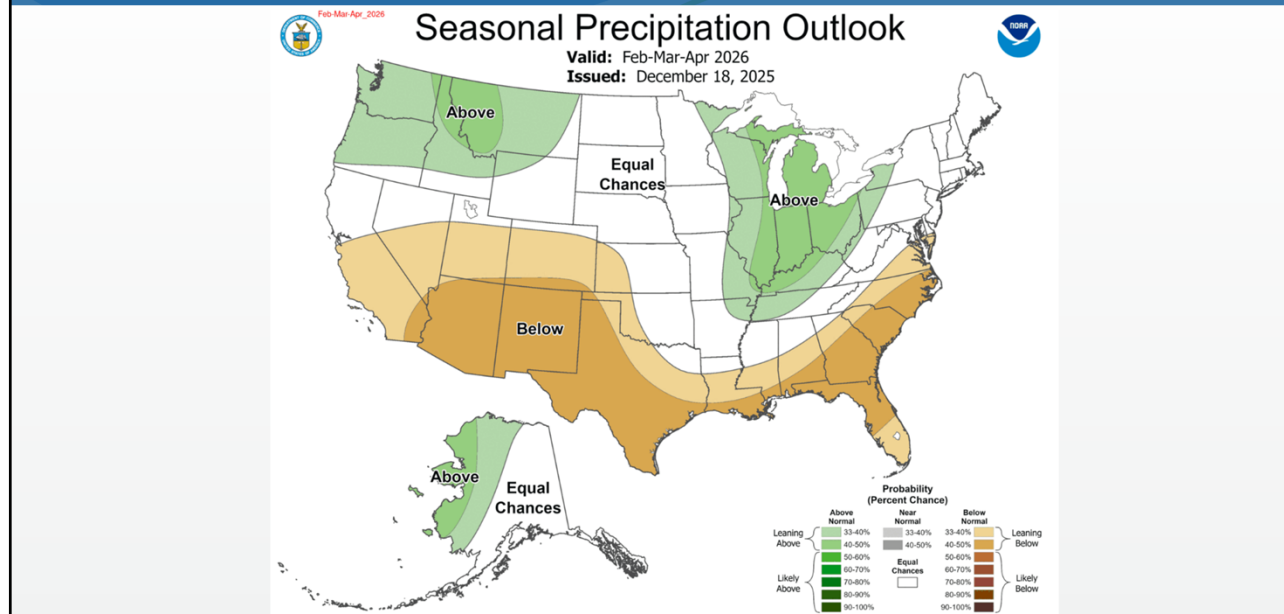 Feb-Mar-Apr_2026
Seasonal Precipitation Outlook
NOAA
Valid: Feb-Mar-Apr 2026
Issued: December 18, 2025
Above
Equal
Chances
Above
Below
Above
Equal
Chances
Probability
(Percent Chance)
Above Normal
Near Normal
Below Normal
Leaning Above
33-40%
33-40%
33-40%
Leaning Below
40-50%
40-50%
40-50%
Likely Above
50-60%
Equal Chances
50-60%
Likely Below
60-70%
60-70%
70-80%
70-80%
80-90%
80-90%
90-100%
90-100%